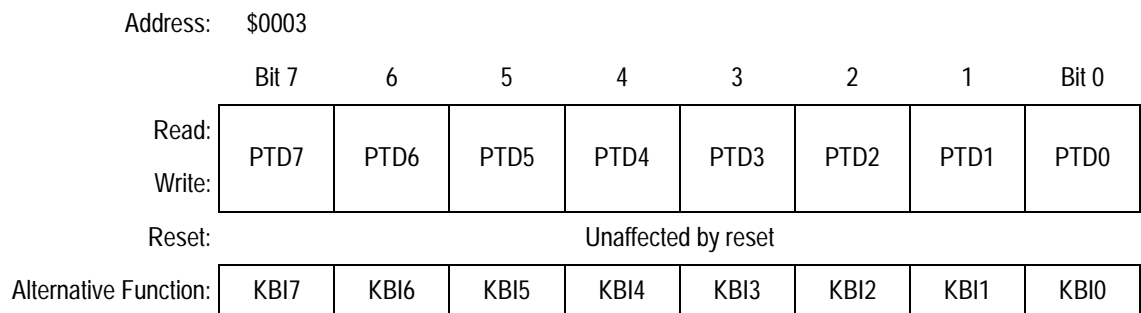 Address: $0003
Bit 7 6 5 4 3 2 1 Bit 0
Read:
PTD7 PTD6 PTD5 PTD4 PTD3 PTD2 PTD1 PTD0
Write:
Reset: Unaffected by reset
Alternative Function: KBI7 KBI6 KBI5 KBI4 KBI3 KBI2 KBI1 KBI0